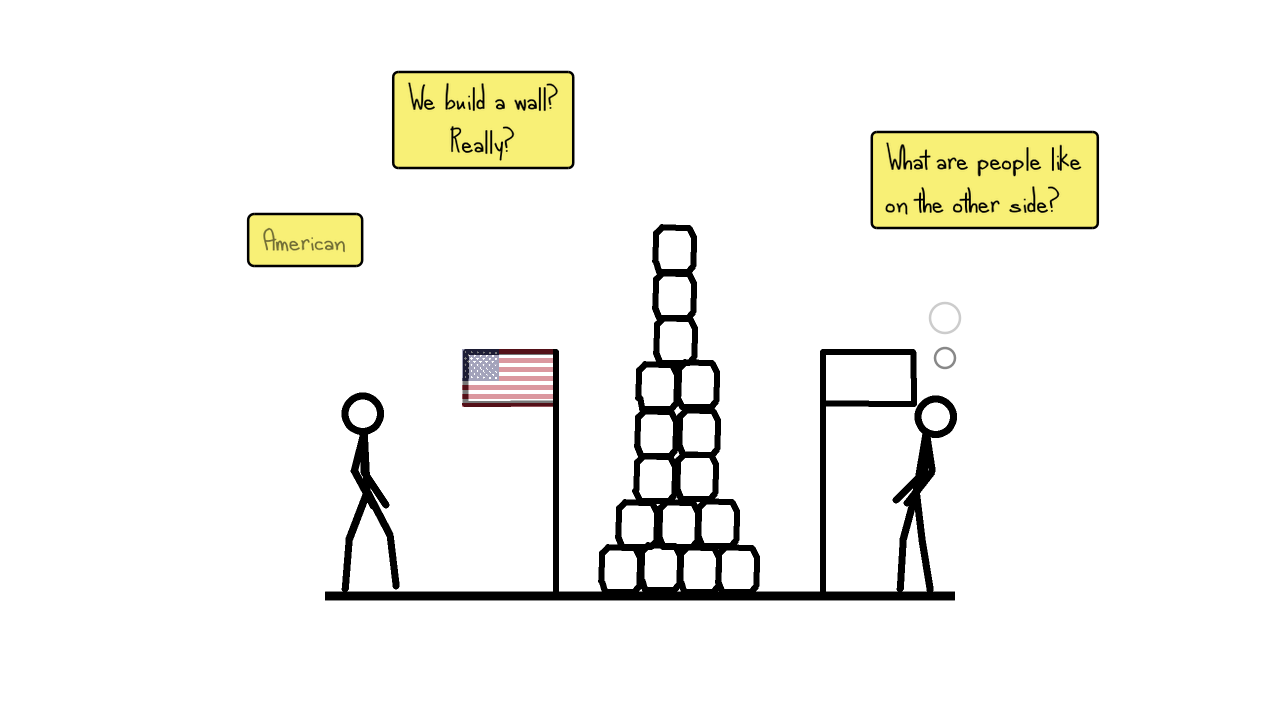 We build a wall?
Really?
What are people like
on the other side?
American